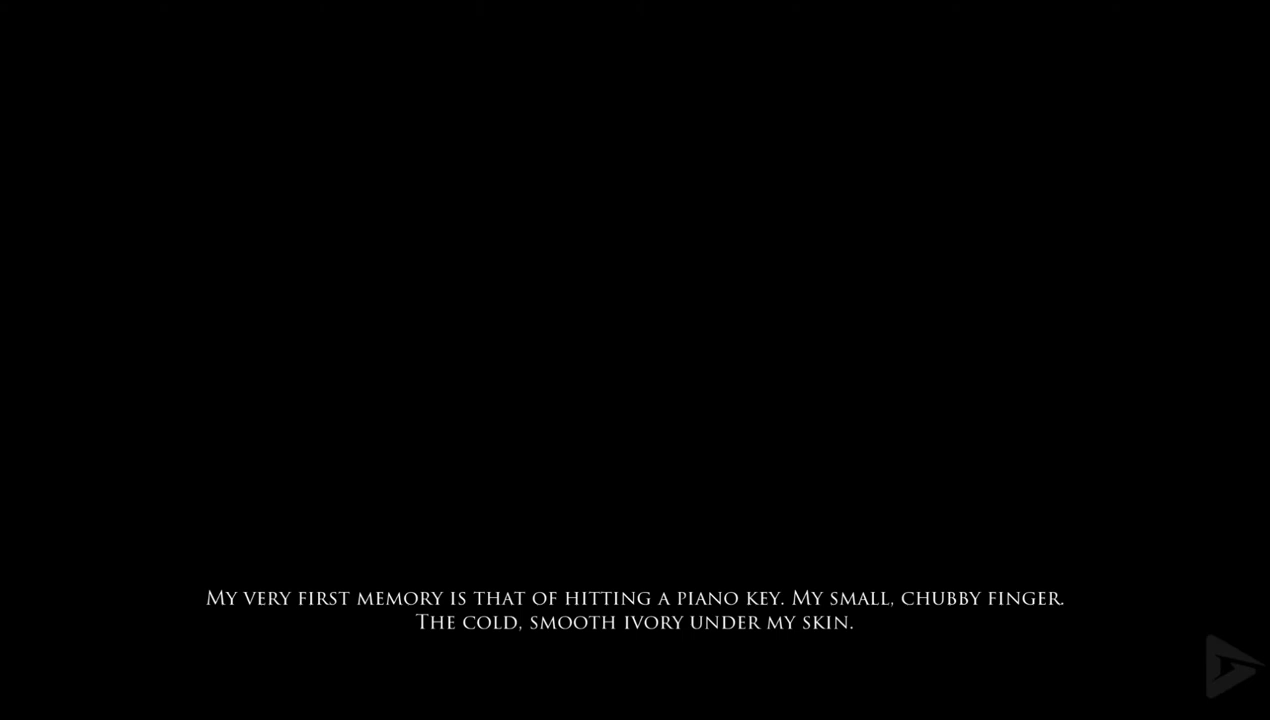 My very first memory is that of hitting a piano key. My small, chubby finger.
The cold, smooth ivory under my skin.